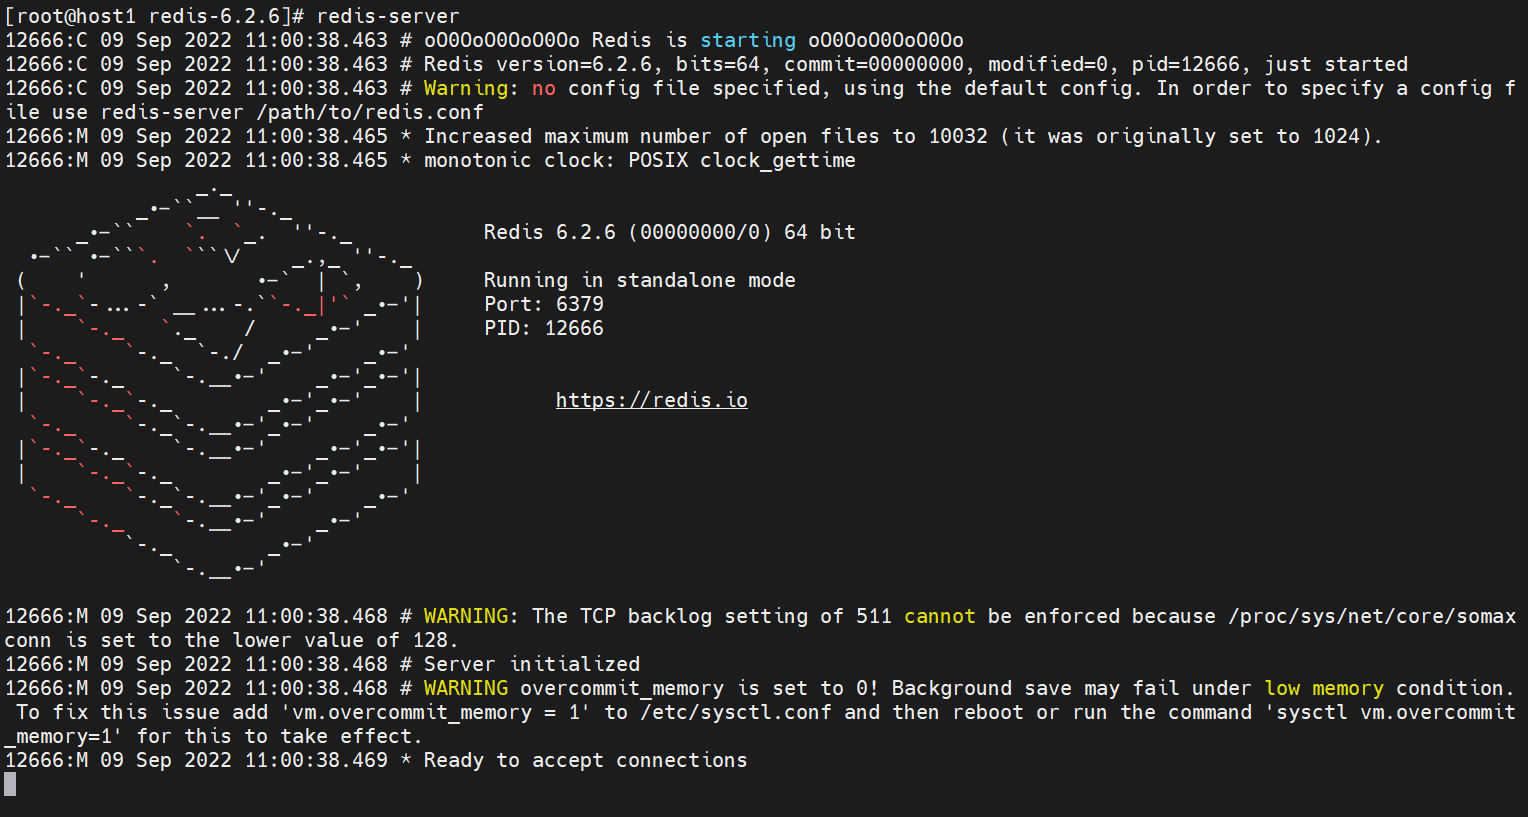 [root@host1 redis-6.2.6]# redis-server
12666:C 09 Sep 2022 11:00:38.463 # oO0OoO0OoO0Oo Redis is starting oO0OoO0OoO0Oo
12666:C 09 Sep 2022 11:00:38.463 # Redis version=6.2.6, bits=64, commit=00000000, modified=0, pid=12666, just started
12666:C 09 Sep 2022 11:00:38.463 # Warning: no config file specified, using the default config. In order to specify a config f
ile use redis-server /path/to/redis.conf
12666:M 09 Sep 2022 11:00:38.465 * Increased maximum number of open files to 10032 (it was originally set to 1024).
12666:M 09 Sep 2022 11:00:38.465 * monotonic clock: POSIX clock_gettime
Redis 6.2.6 (00000000/0) 64 bit
Running in standalone mode
Port: 6379
PID: 12666
https://redis.io
12666:M 09 Sep 2022 11:00:38.468 # WARNING: The TCP backlog setting of 511 cannot be enforced because /proc/sys/net/core/somax
conn is set to the lower value of 128.
12666:M 09 Sep 2022 11:00:38.468 # Server initialized
12666:M 09 Sep 2022 11:00:38.468 # WARNING overcommit_memory is set to 0! Background save may fail under low memory condition.
To fix this issue add 'vm.overcommit_memory = 1' to /etc/sysctl.conf and then reboot or run the command 'sysctl vm.overcommit
_memory=1' for this to take effect.
12666:M 09 Sep 2022 11:00:38.469 * Ready to accept connections